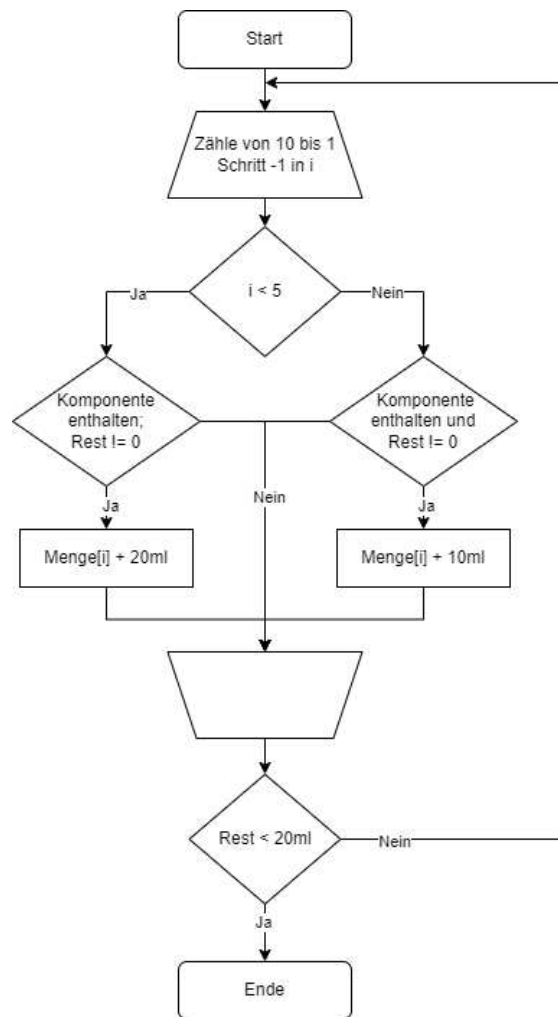 Start
Zähle von 10 bis 1
Schritt -1 in i
i < 5
Ja
Nein
Komponente
enthalten;
Rest != 0
Komponente
enthalten und
Rest != 0
Ja
Nein
Ja
Menge[i] + 20ml
Menge[i] + 10ml
Rest < 20ml
Nein
Ja
Ende